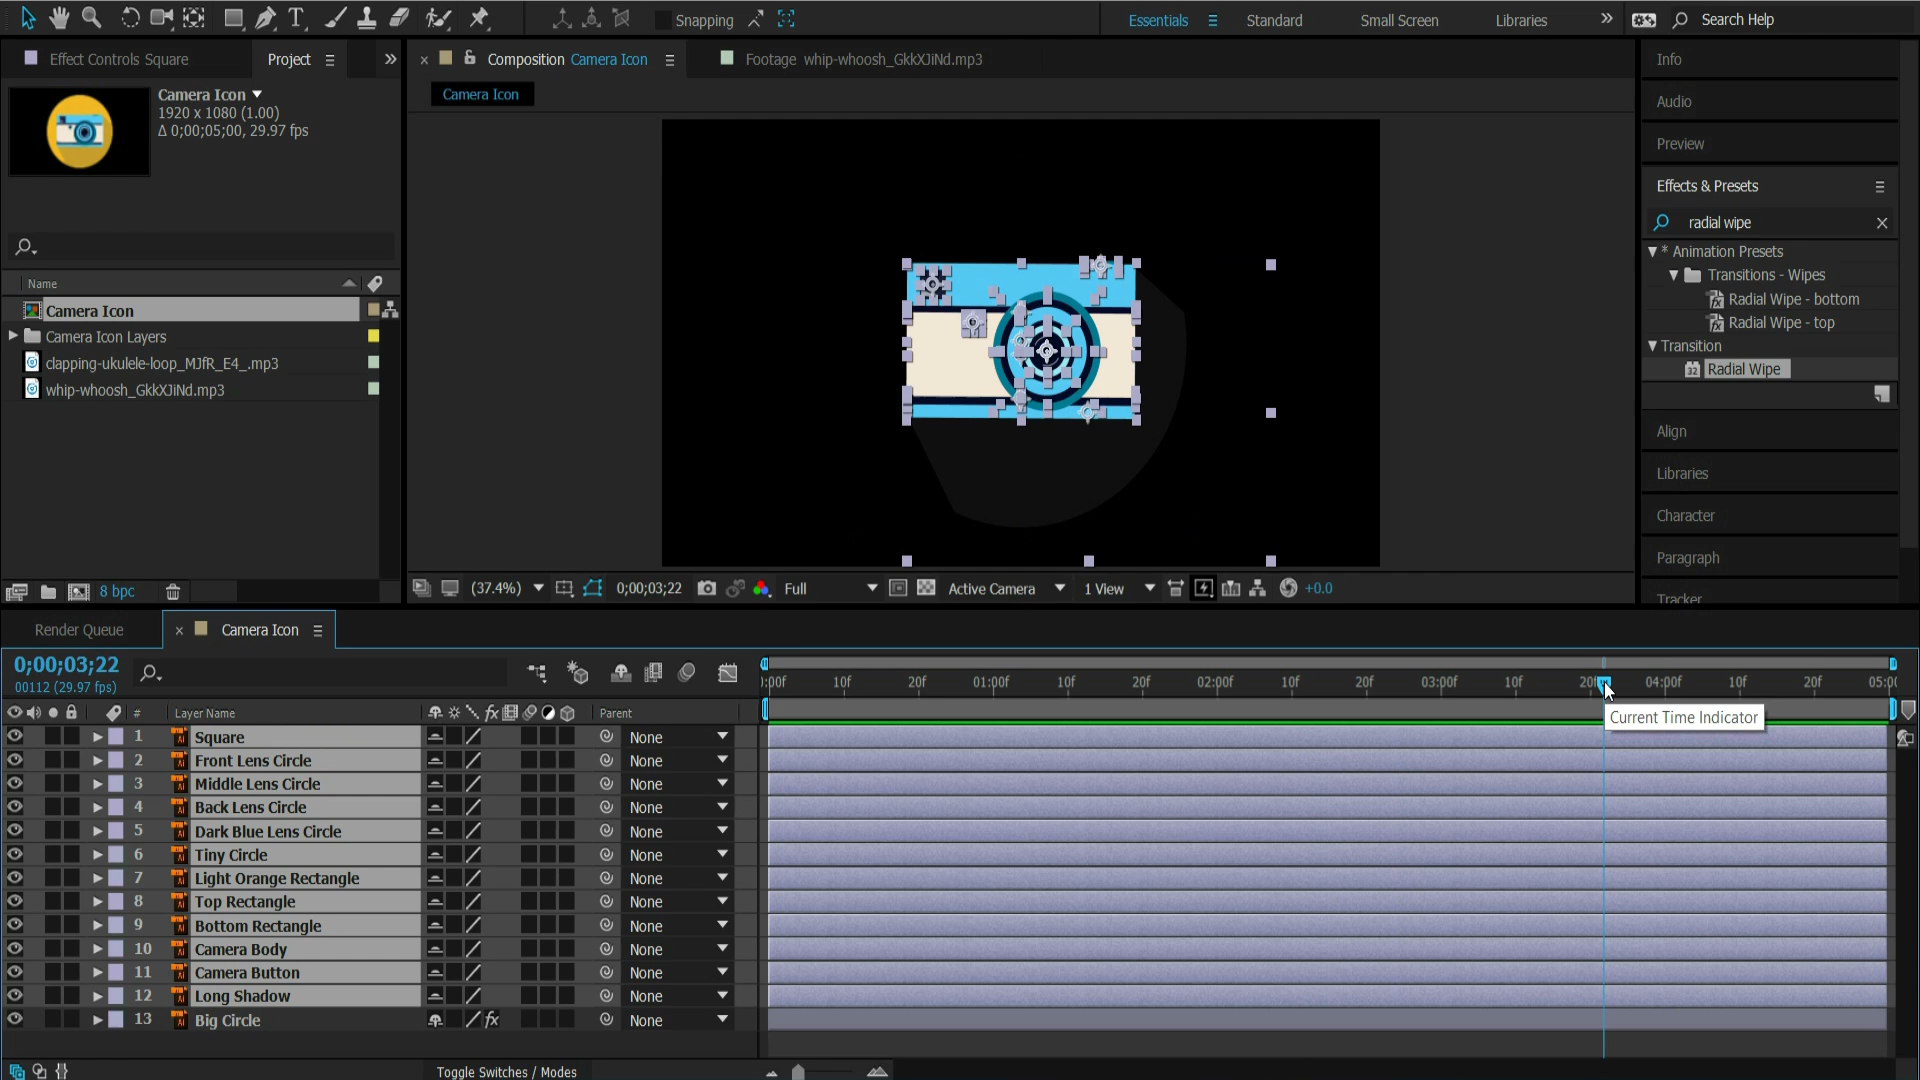 Snapping
Essentials
Standard
Small Screen
Libraries
Search Help
Effect Controls Square
Project
Composition Camera Icon
Footage whip-whoosh_GkkXJiNd.mp3
Info
Camera Icon
1920 x 1080 (1.00)
Δ 0;00;05;00, 29.97 fps
Camera Icon
Audio
Preview
Effects & Presets
radial wipe
* Animation Presets
Transitions - Wipes
Radial Wipe - bottom
Radial Wipe - top
Transition
32 Radial Wipe
Name
Camera Icon
Camera Icon Layers
clapping-ukulele-loop_MJfR_E4_.mp3
whip-whoosh_GkkXJiNd.mp3
Align
Libraries
Character
Paragraph
Tracker
8 bpc
(37.4%)
0;00;03;22
Full
Active Camera
1 View
+0.0
Render Queue
Camera Icon
0;00;03;22
00112 (29.97 fps)
):00f 10f 20f 01:00f 10f 20f 02:00f 10f 20f 03:00f 10f 20f 04:00f 10f 20f 05:00
# Layer Name fx Parent
Current Time Indicator
1 Square None
2 Front Lens Circle None
3 Middle Lens Circle None
4 Back Lens Circle None
5 Dark Blue Lens Circle None
6 Tiny Circle None
7 Light Orange Rectangle None
8 Top Rectangle None
9 Bottom Rectangle None
10 Camera Body None
11 Camera Button None
12 Long Shadow None
13 Big Circle fx None
Toggle Switches / Modes